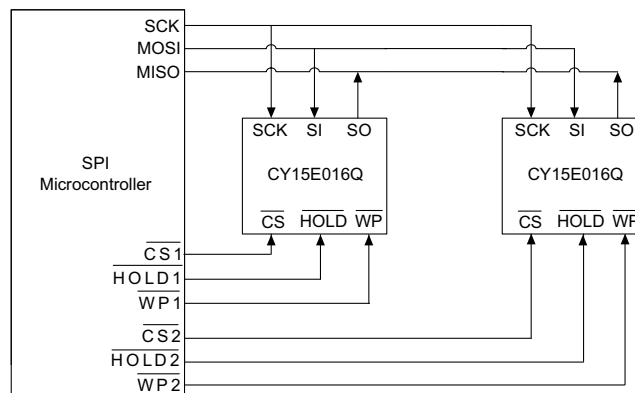 SCK
MOSI
MISO
SCK SI SO
SCK SI SO
SPI
Microcontroller
CY15E016Q
CY15E016Q
CS HOLD WP
CS HOLD WP
CS1
HOLD1
WP1
CS2
HOLD2
WP2